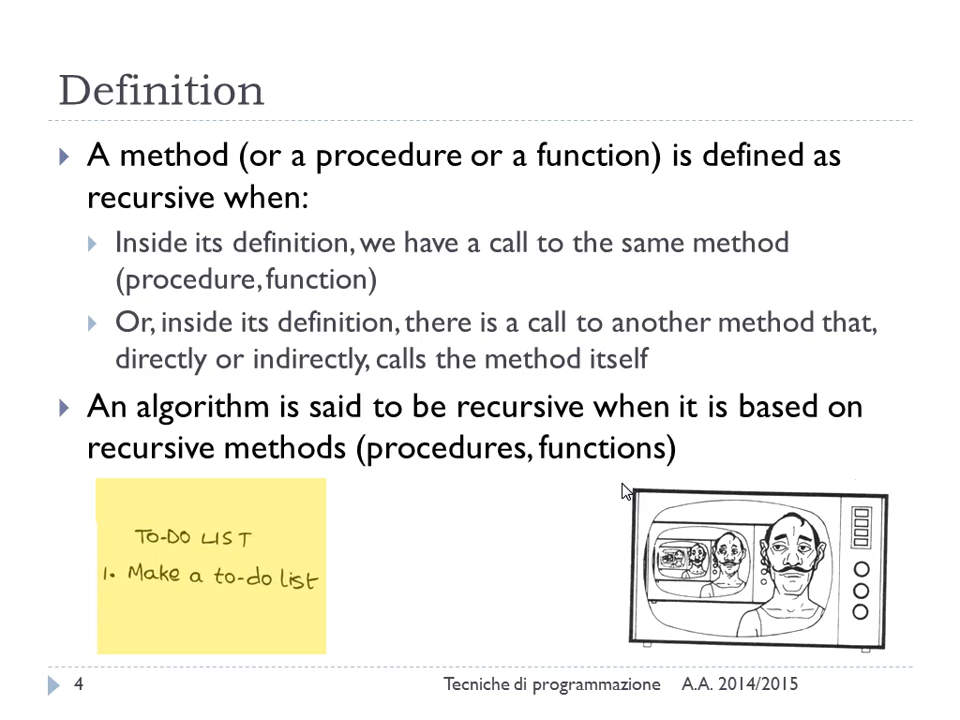 Definition
A method (or a procedure or a function) is defined as
recursive when:
Inside its definition, we have a call to the same method
(procedure, function)
Or, inside its definition, there is a call to another method that,
directly or indirectly, calls the method itself
An algorithm is said to be recursive when it is based on
recursive methods (procedures, functions)
TO-DO LIST
1. Make a to-do list
4
Tecniche di programmazione A.A. 2014/2015